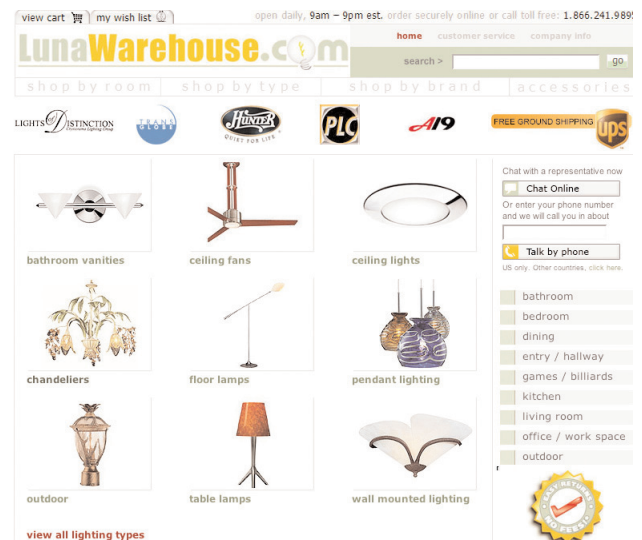 view cart my wish list open daily, 9am – 9pm est. order securely online or call toll free: 1.866.241.9895
LunaWarehouse.com
home customer service company info
search > go
shop by room shop by type shop by brand accessories
LIGHTS of DISTINCTION TRANS GLOBE HUNTER PLC A19 FREE GROUND SHIPPING ups
QUIET FOR LIFE
Chat with a representative now
Chat Online
Or enter your phone number
and we will call you in about
Talk by phone
US only. Other countries, click here.
bathroom vanities ceiling fans ceiling lights
chandeliers floor lamps pendant lighting
outdoor table lamps wall mounted lighting
view all lighting types
bathroom
bedroom
dining
entry / hallway
games / billiards
kitchen
living room
office / work space
outdoor
EASY RETURNS
NO FEES!